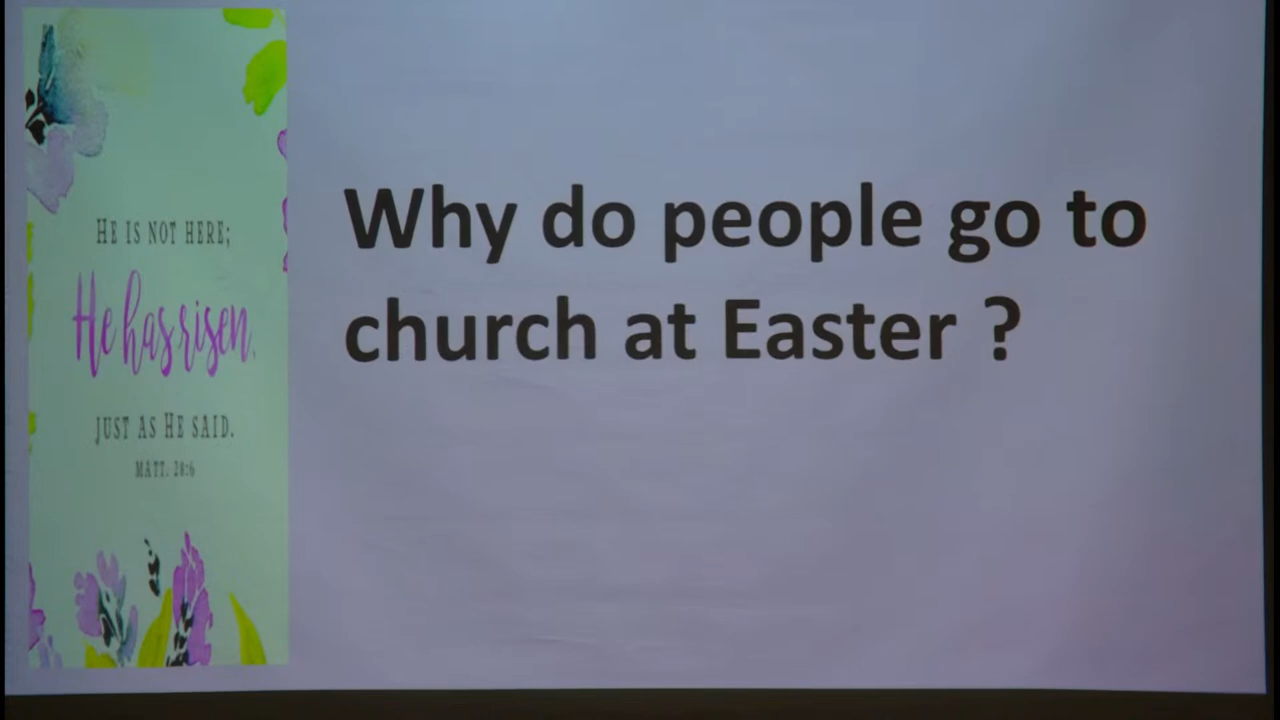 HE IS NOT HERE;
He has risen.
JUST AS HE SAID.
MATT. 28:6
Why do people go to
church at Easter ?